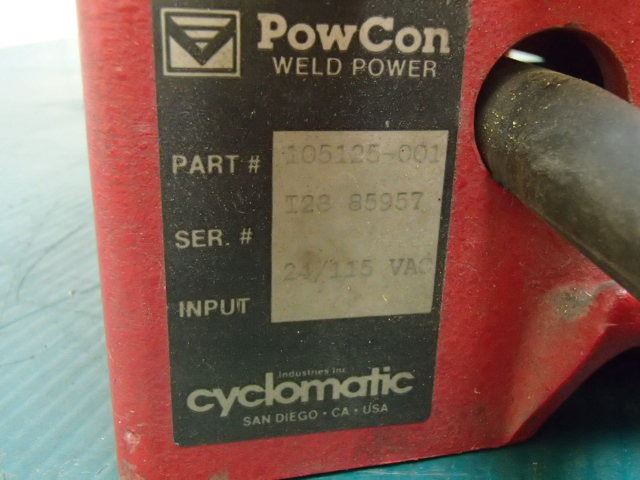 PowCon
WELD POWER
PART # 105125-001
SER. # I28 85957
INPUT 24/115 VAC
industries inc
cyclomatic
SAN DIEGO • CA • USA